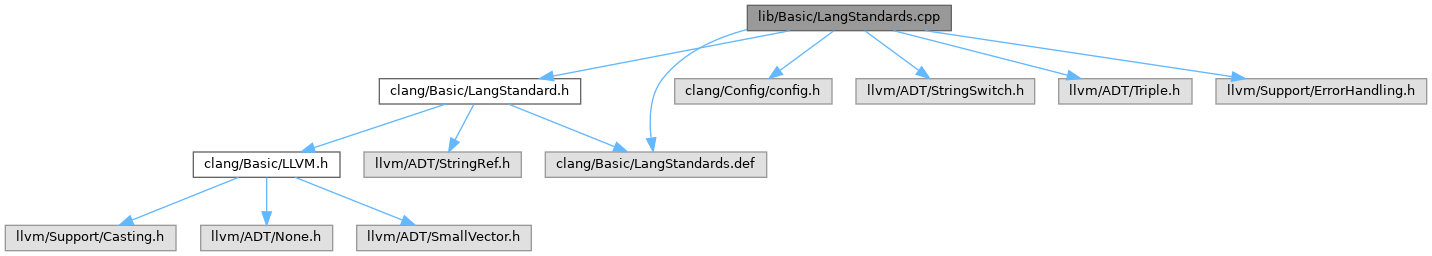 lib/Basic/LangStandards.cpp
clang/Basic/LangStandard.h
clang/Config/config.h
llvm/ADT/StringSwitch.h
llvm/ADT/Triple.h
llvm/Support/ErrorHandling.h
clang/Basic/LLVM.h
llvm/ADT/StringRef.h
clang/Basic/LangStandards.def
llvm/Support/Casting.h
llvm/ADT/None.h
llvm/ADT/SmallVector.h